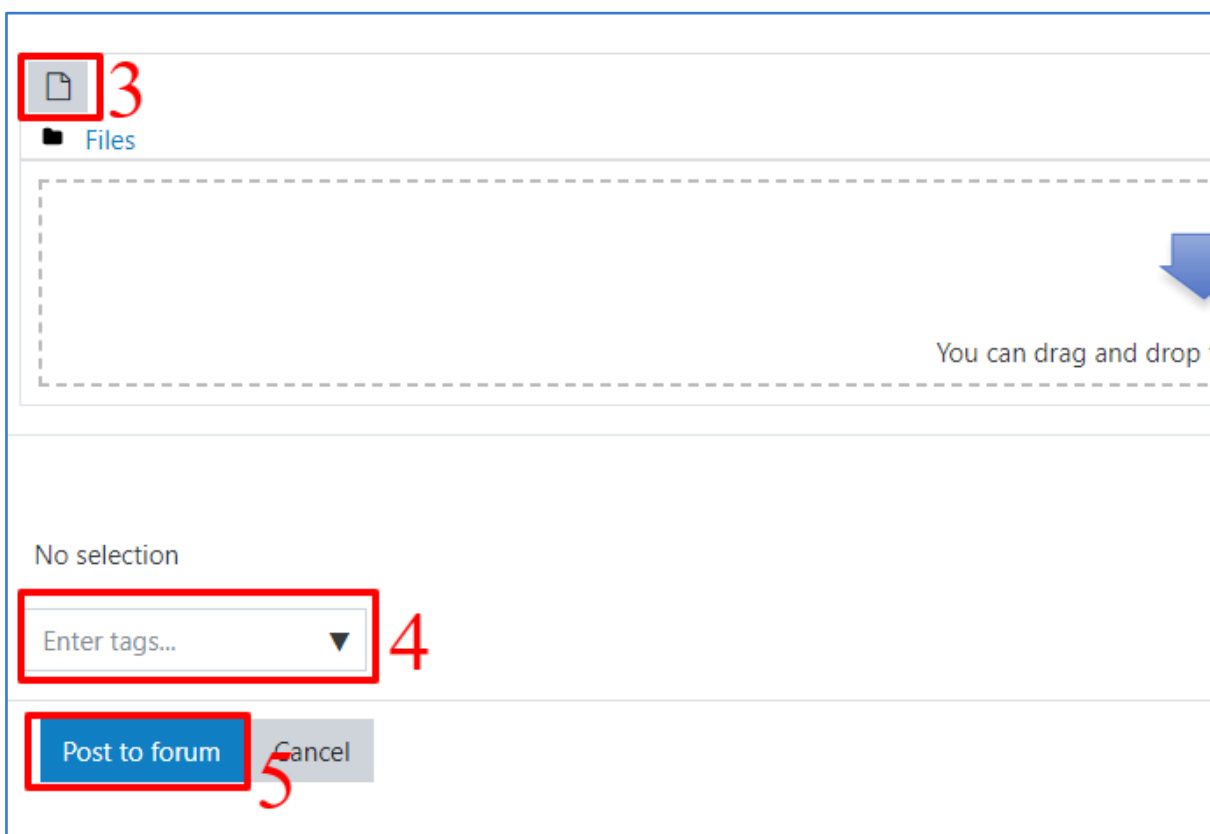 3
Files
You can drag and drop
No selection
Enter tags... 4
Post to forum Cancel
5